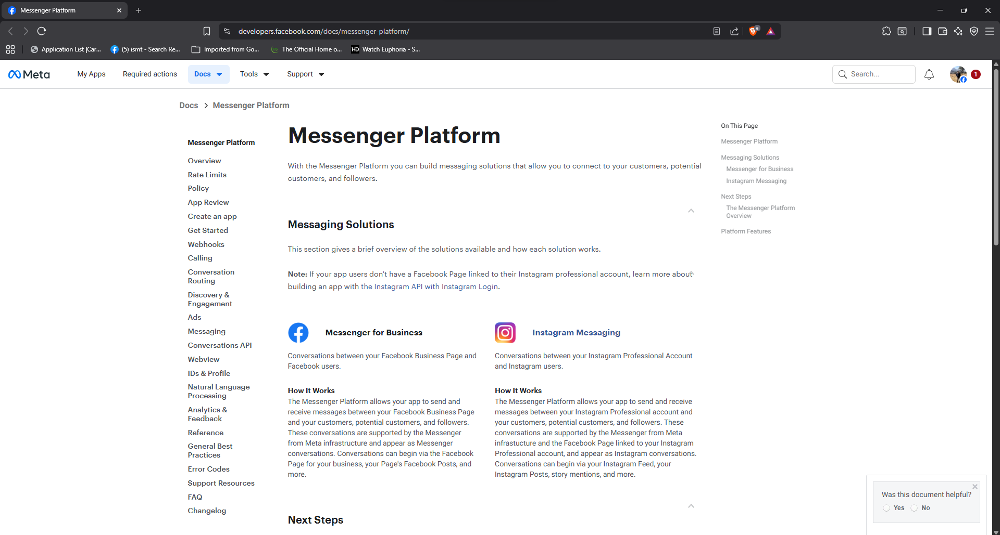 Messenger Platform
developers.facebook.com/docs/messenger-platform/
6
Application List |Car...
(5) ismt - Search Re...
Imported from Go...
The Official Home o...
HD
Watch Euphoria - S...
Meta
My Apps
Required actions
Docs
Tools
Support
Search...
1
Docs
Messenger Platform
Messenger Platform
Overview
Rate Limits
Policy
App Review
Create an app
Get Started
Webhooks
Calling
Conversation
Routing
Discovery &
Engagement
Ads
Messaging
Conversations API
Webview
IDs & Profile
Natural Language
Processing
Analytics &
Feedback
Reference
General Best
Practices
Error Codes
Support Resources
FAQ
Changelog
Messenger Platform
With the Messenger Platform you can build messaging solutions that allow you to connect to your customers, potential
customers, and followers.
Messaging Solutions
This section gives a brief overview of the solutions available and how each solution works.
Note: If your app users don't have a Facebook Page linked to their Instagram professional account, learn more about
building an app with the Instagram API with Instagram Login.
Messenger for Business
Conversations between your Facebook Business Page and
Facebook users.
How It Works
The Messenger Platform allows your app to send and
receive messages between your Facebook Business Page
and your customers, potential customers, and followers.
These conversations are supported by the Messenger
from Meta infrastructure and appear as Messenger
conversations. Conversations can begin via the Facebook
Page for your business, your Page's Facebook Posts, and
more.
Instagram Messaging
Conversations between your Instagram Professional Account
and Instagram users.
How It Works
The Messenger Platform allows your app to send and receive
messages between your Instagram Professional account and
your customers, potential customers, and followers. These
conversations are supported by the Messenger from Meta
infrastucture and the Facebook Page linked to your Instagram
Professional account, and appear as Instagram conversations.
Conversations can begin via your Instagram Feed, your
Instagram Posts, story mentions, and more.
Next Steps
On This Page
Messenger Platform
Messaging Solutions
Messenger for Business
Instagram Messaging
Next Steps
The Messenger Platform
Overview
Platform Features
Was this document helpful?
Yes
No